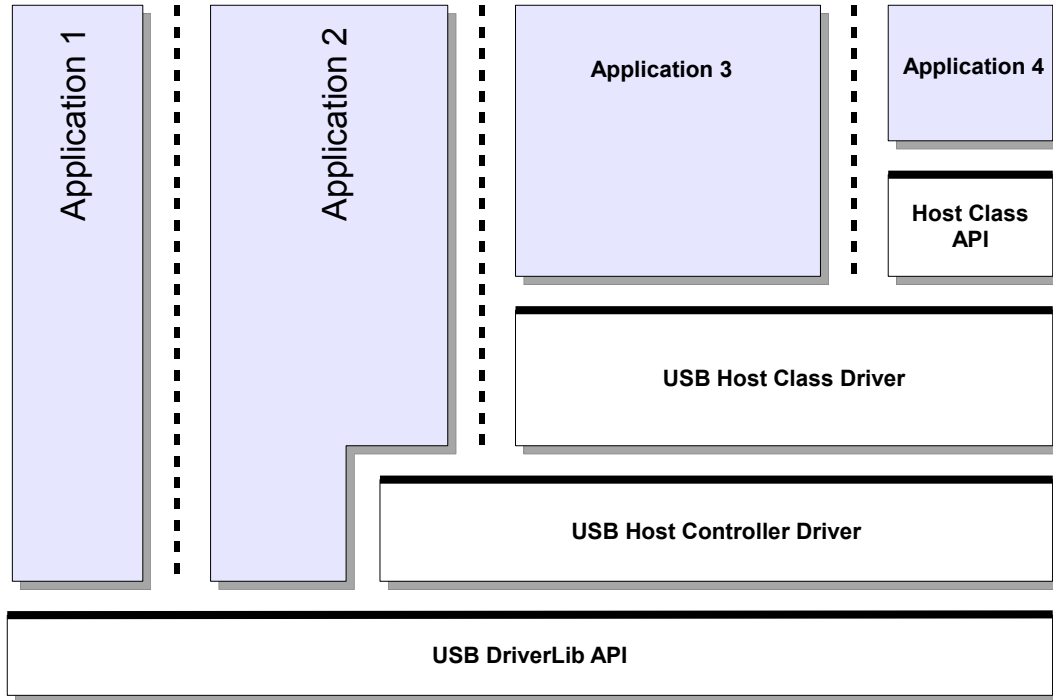 Application 1
Application 2
Application 3
Application 4
Host Class
API
USB Host Class Driver
USB Host Controller Driver
USB DriverLib API